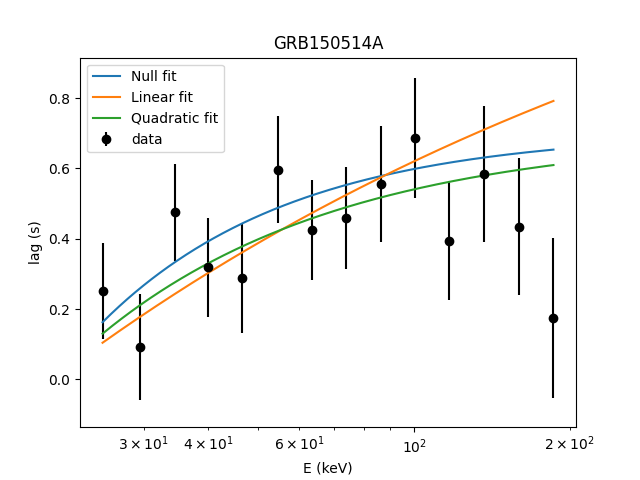 GRB150514A
Null fit
Linear fit
Quadratic fit
data
lag (s)
0.8
0.6
0.4
0.2
0.0
3 × 10¹ 4 × 10¹ 6 × 10¹ 10² 2 × 10²
E (keV)